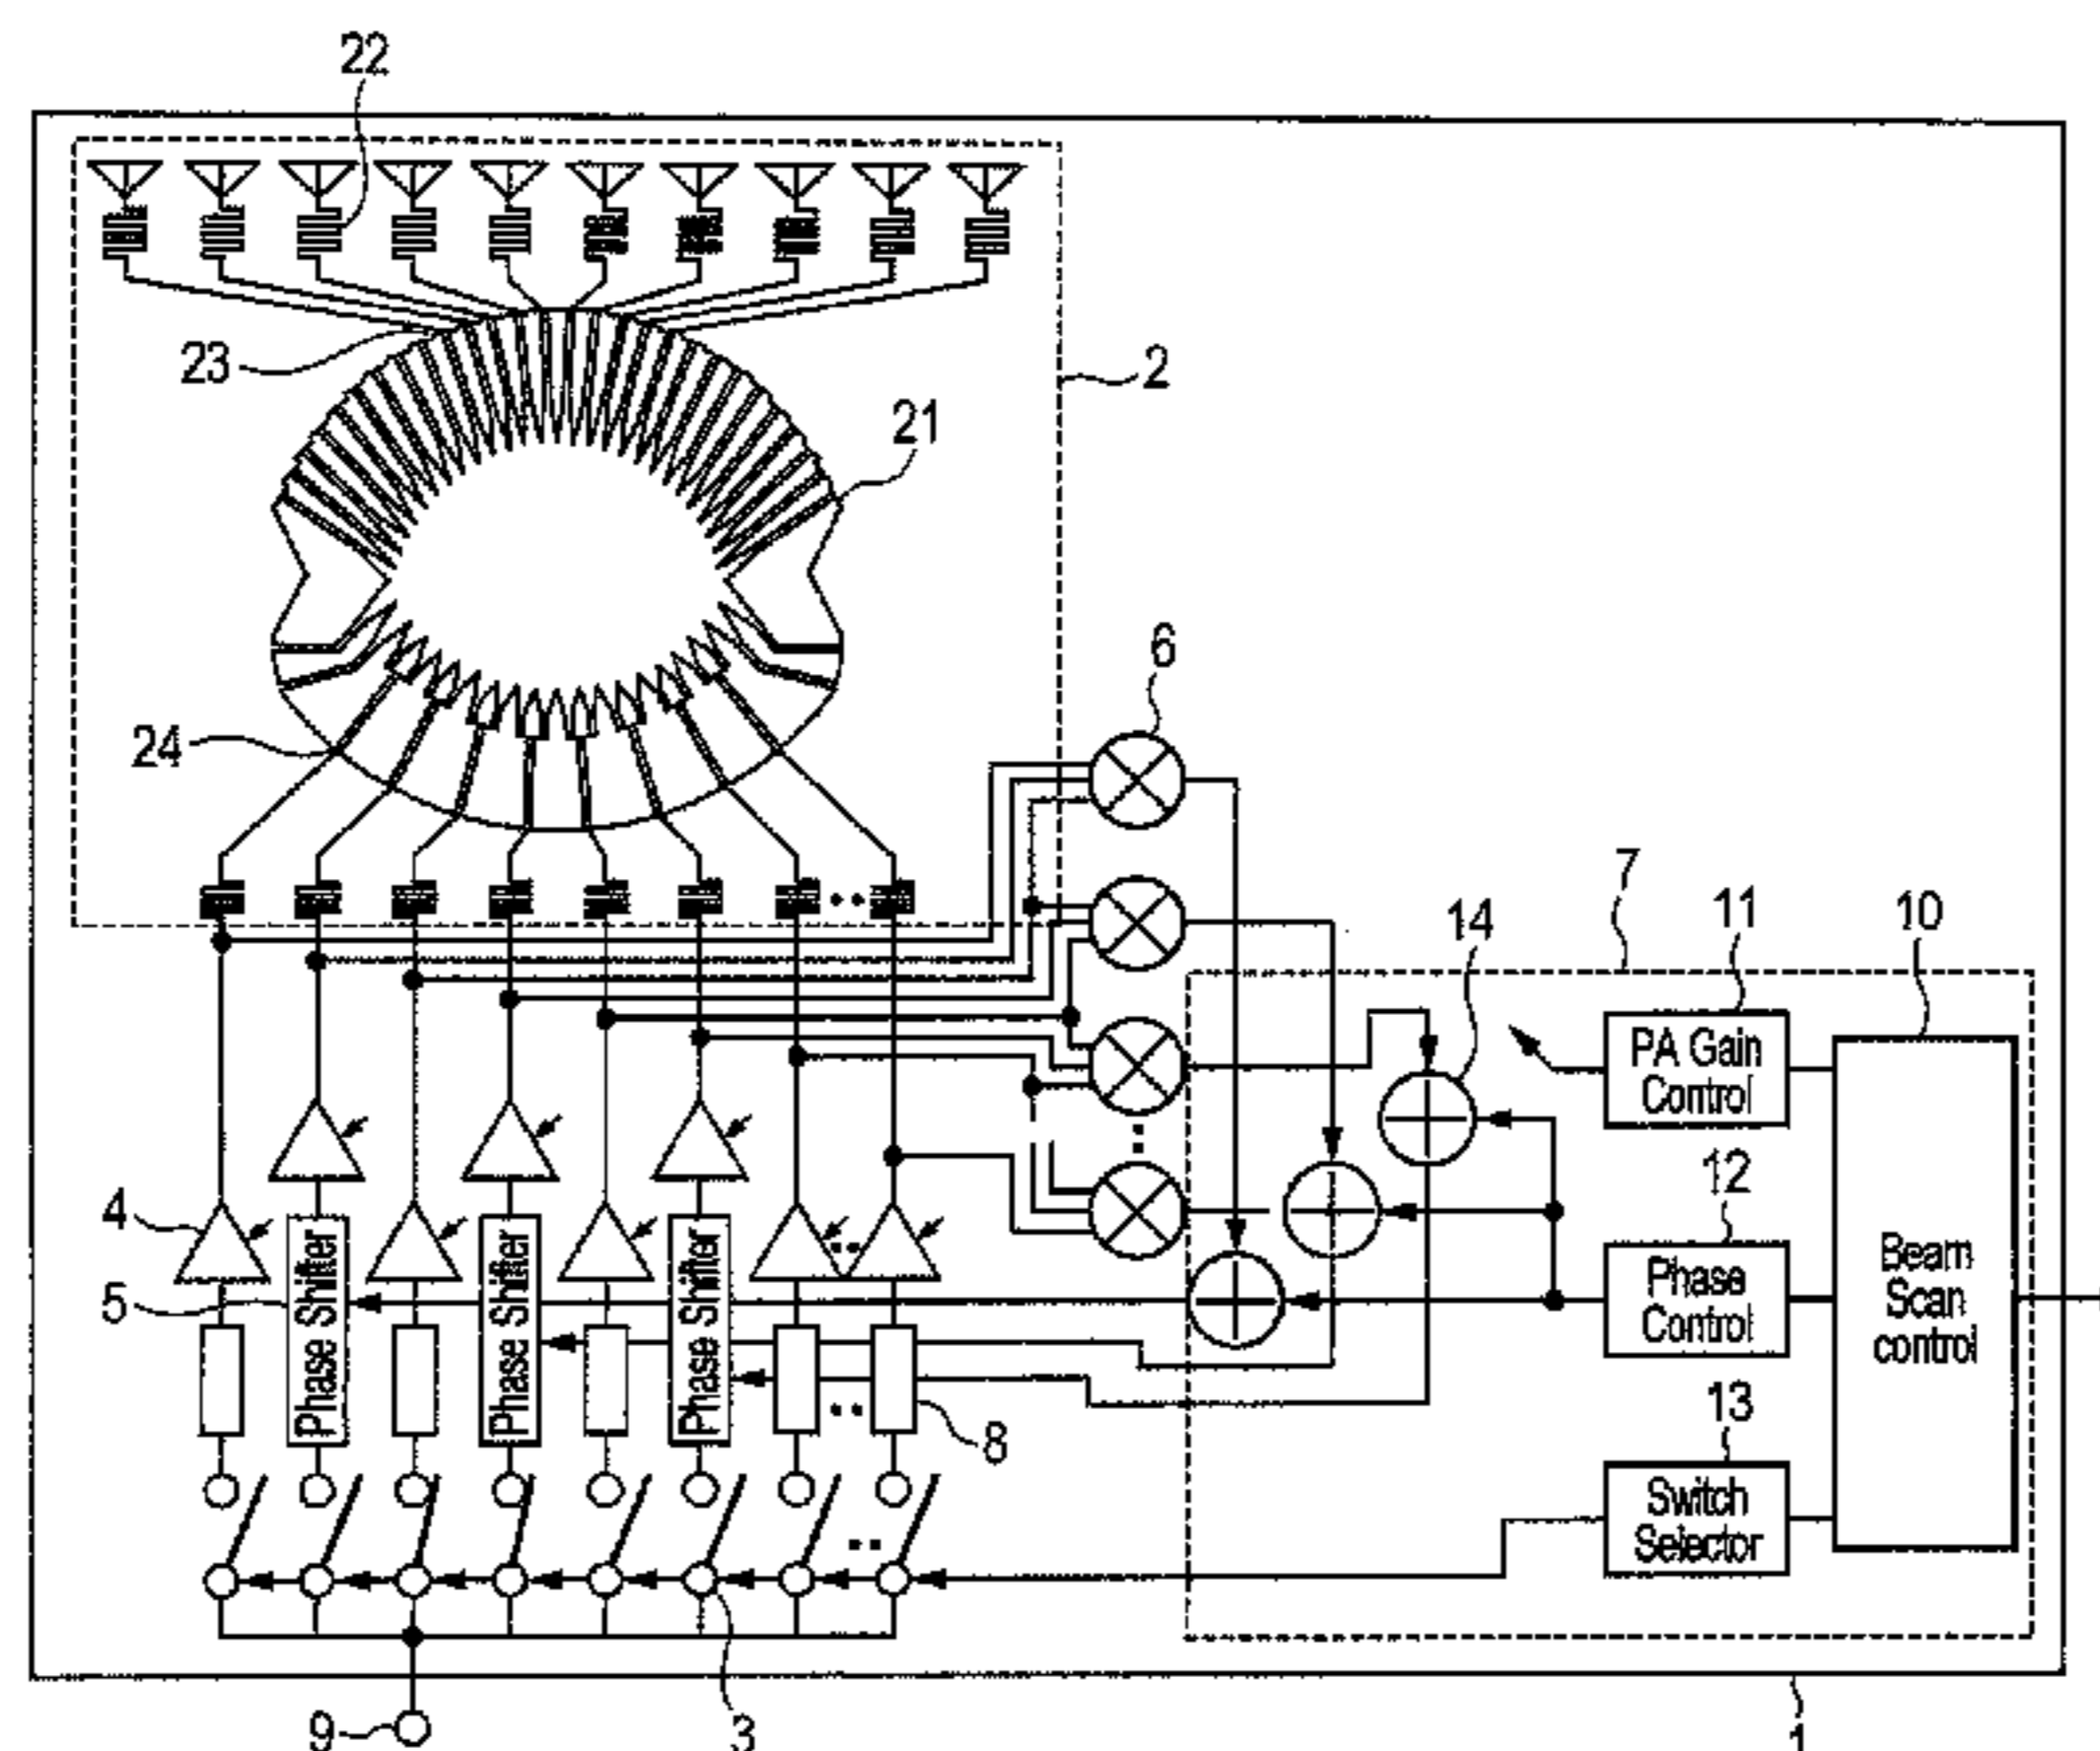 22
23
2
21
24
6
7
14
11
10
PA Gain
Control
12
4
5
Phase Shifter
Phase Shifter
Phase Shifter
Phase
Control
Beam
Scan
control
8
13
Switch
Selector
9
3
1